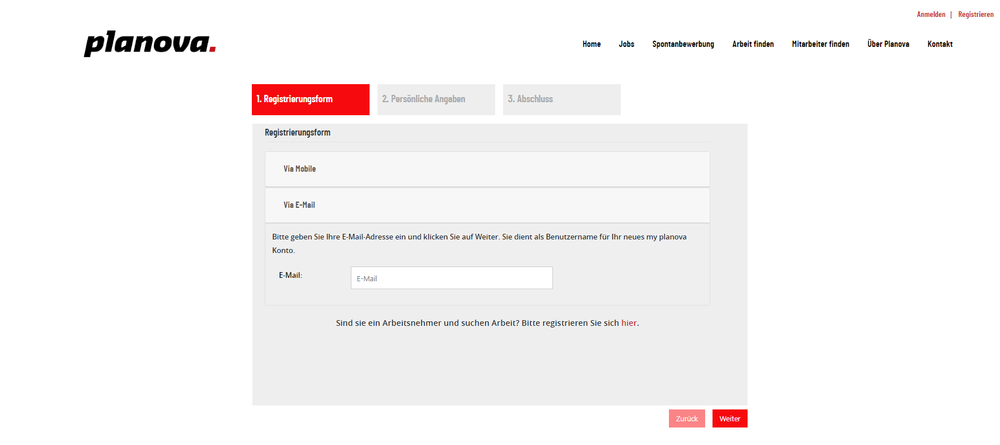 Anmelden | Registrieren
planova.
Home Jobs Spontanbewerbung Arbeit finden Mitarbeiter finden Über Planova Kontakt
1. Registrierungsform 2. Persönliche Angaben 3. Abschluss
Registrierungsform
Via Mobile
Via E-Mail
Bitte geben Sie Ihre E-Mail-Adresse ein und klicken Sie auf Weiter. Sie dient als Benutzername für Ihr neues my planova
Konto.
E-Mail: E-Mail
Sind sie ein Arbeitsnehmer und suchen Arbeit? Bitte registrieren Sie sich hier.
Zurück Weiter